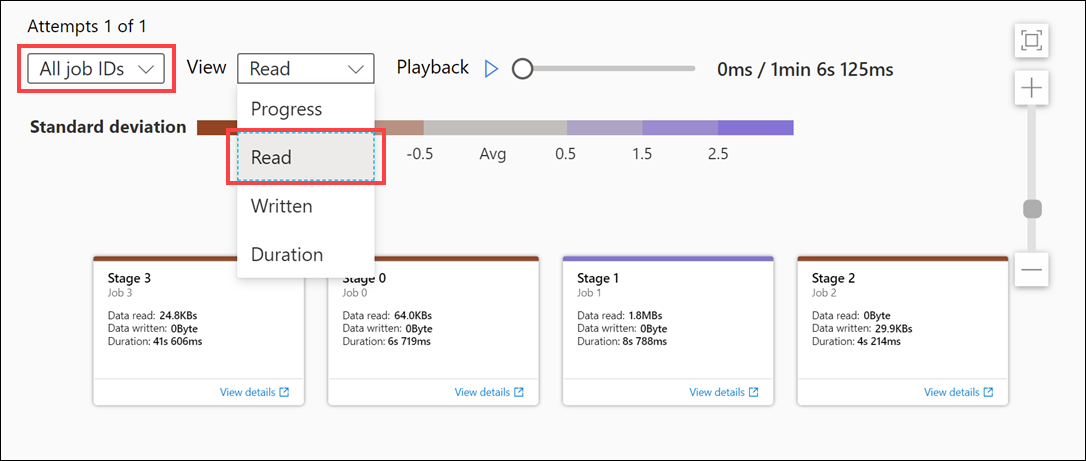 Attempts 1 of 1
All job IDs View Read Playback 0ms / 1min 6s 125ms
Progress
Standard deviation
Read
-0.5 Avg 0.5 1.5 2.5
Written
Duration
Stage 3
Job 3
Data read: 24.8KBs
Data written: 0Byte
Duration: 41s 606ms
View details
Stage 0
Job 0
Data read: 64.0KBs
Data written: 0Byte
Duration: 6s 719ms
View details
Stage 1
Job 1
Data read: 1.8MBs
Data written: 0Byte
Duration: 8s 788ms
View details
Stage 2
Job 2
Data read: 0Byte
Data written: 29.9KBs
Duration: 4s 214ms
View details